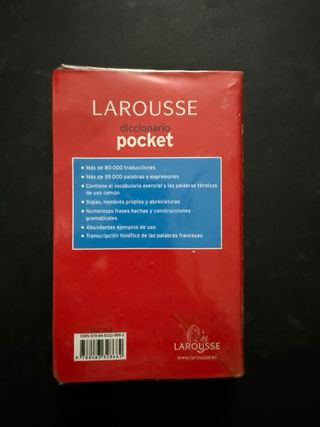 LAROUSSE
diccionario
pocket
• Más de 80 000 traducciones
• Más de 55 000 palabras y expresiones
• Contiene el vocabulario esencial y las palabras técnicas
de uso común
• Siglas, nombres propios y abreviaturas
• Numerosas frases hechas y construcciones
gramaticales
• Abundantes ejemplos de uso
• Transcripción fonética de las palabras francesas
LAROUSSE
www.larousse.es